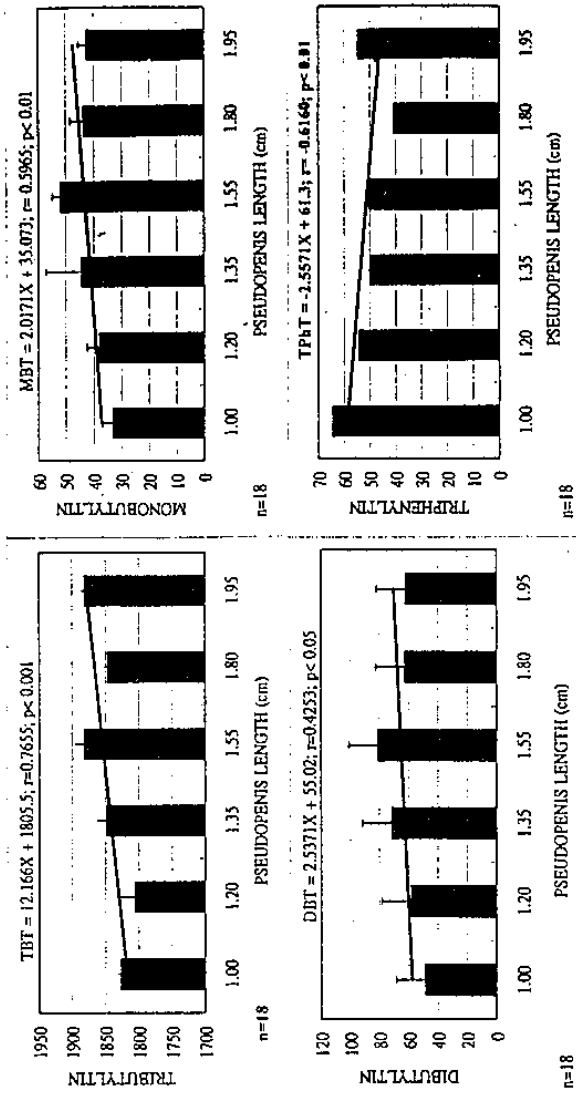 TBT = 12.166X + 1805.5; r=0.7655; p< 0.001
TRIBUTYLTIN
1950
1900
1850
1800
1750
1700
1.00 1.20 1.35 1.55 1.80 1.95
PSEUDOPENIS LENGTH (cm)
n=18
MBT = 2.0171X + 35.073; r= 0.5965; p< 0.01
MONOBUTYLTIN
60
50
40
30
20
10
0
1.00 1.20 1.35 1.55 1.80 1.95
PSEUDOPENIS LENGTH (cm)
n=18
DBT = 2.5371X + 55.02; r=0.4253; p< 0.05
DIBUTYLTIN
120
100
80
60
40
20
0
1.00 1.20 1.35 1.55 1.80 1.95
PSEUDOPENIS LENGTH (cm)
n=18
TPhT = -2.5571X + 61.3; r= -0.6160; p< 0.01
TRIPHENYLTIN
70
60
50
40
30
20
10
0
1.00 1.20 1.35 1.55 1.80 1.95
PSEUDOPENIS LENGTH (cm)
n=18